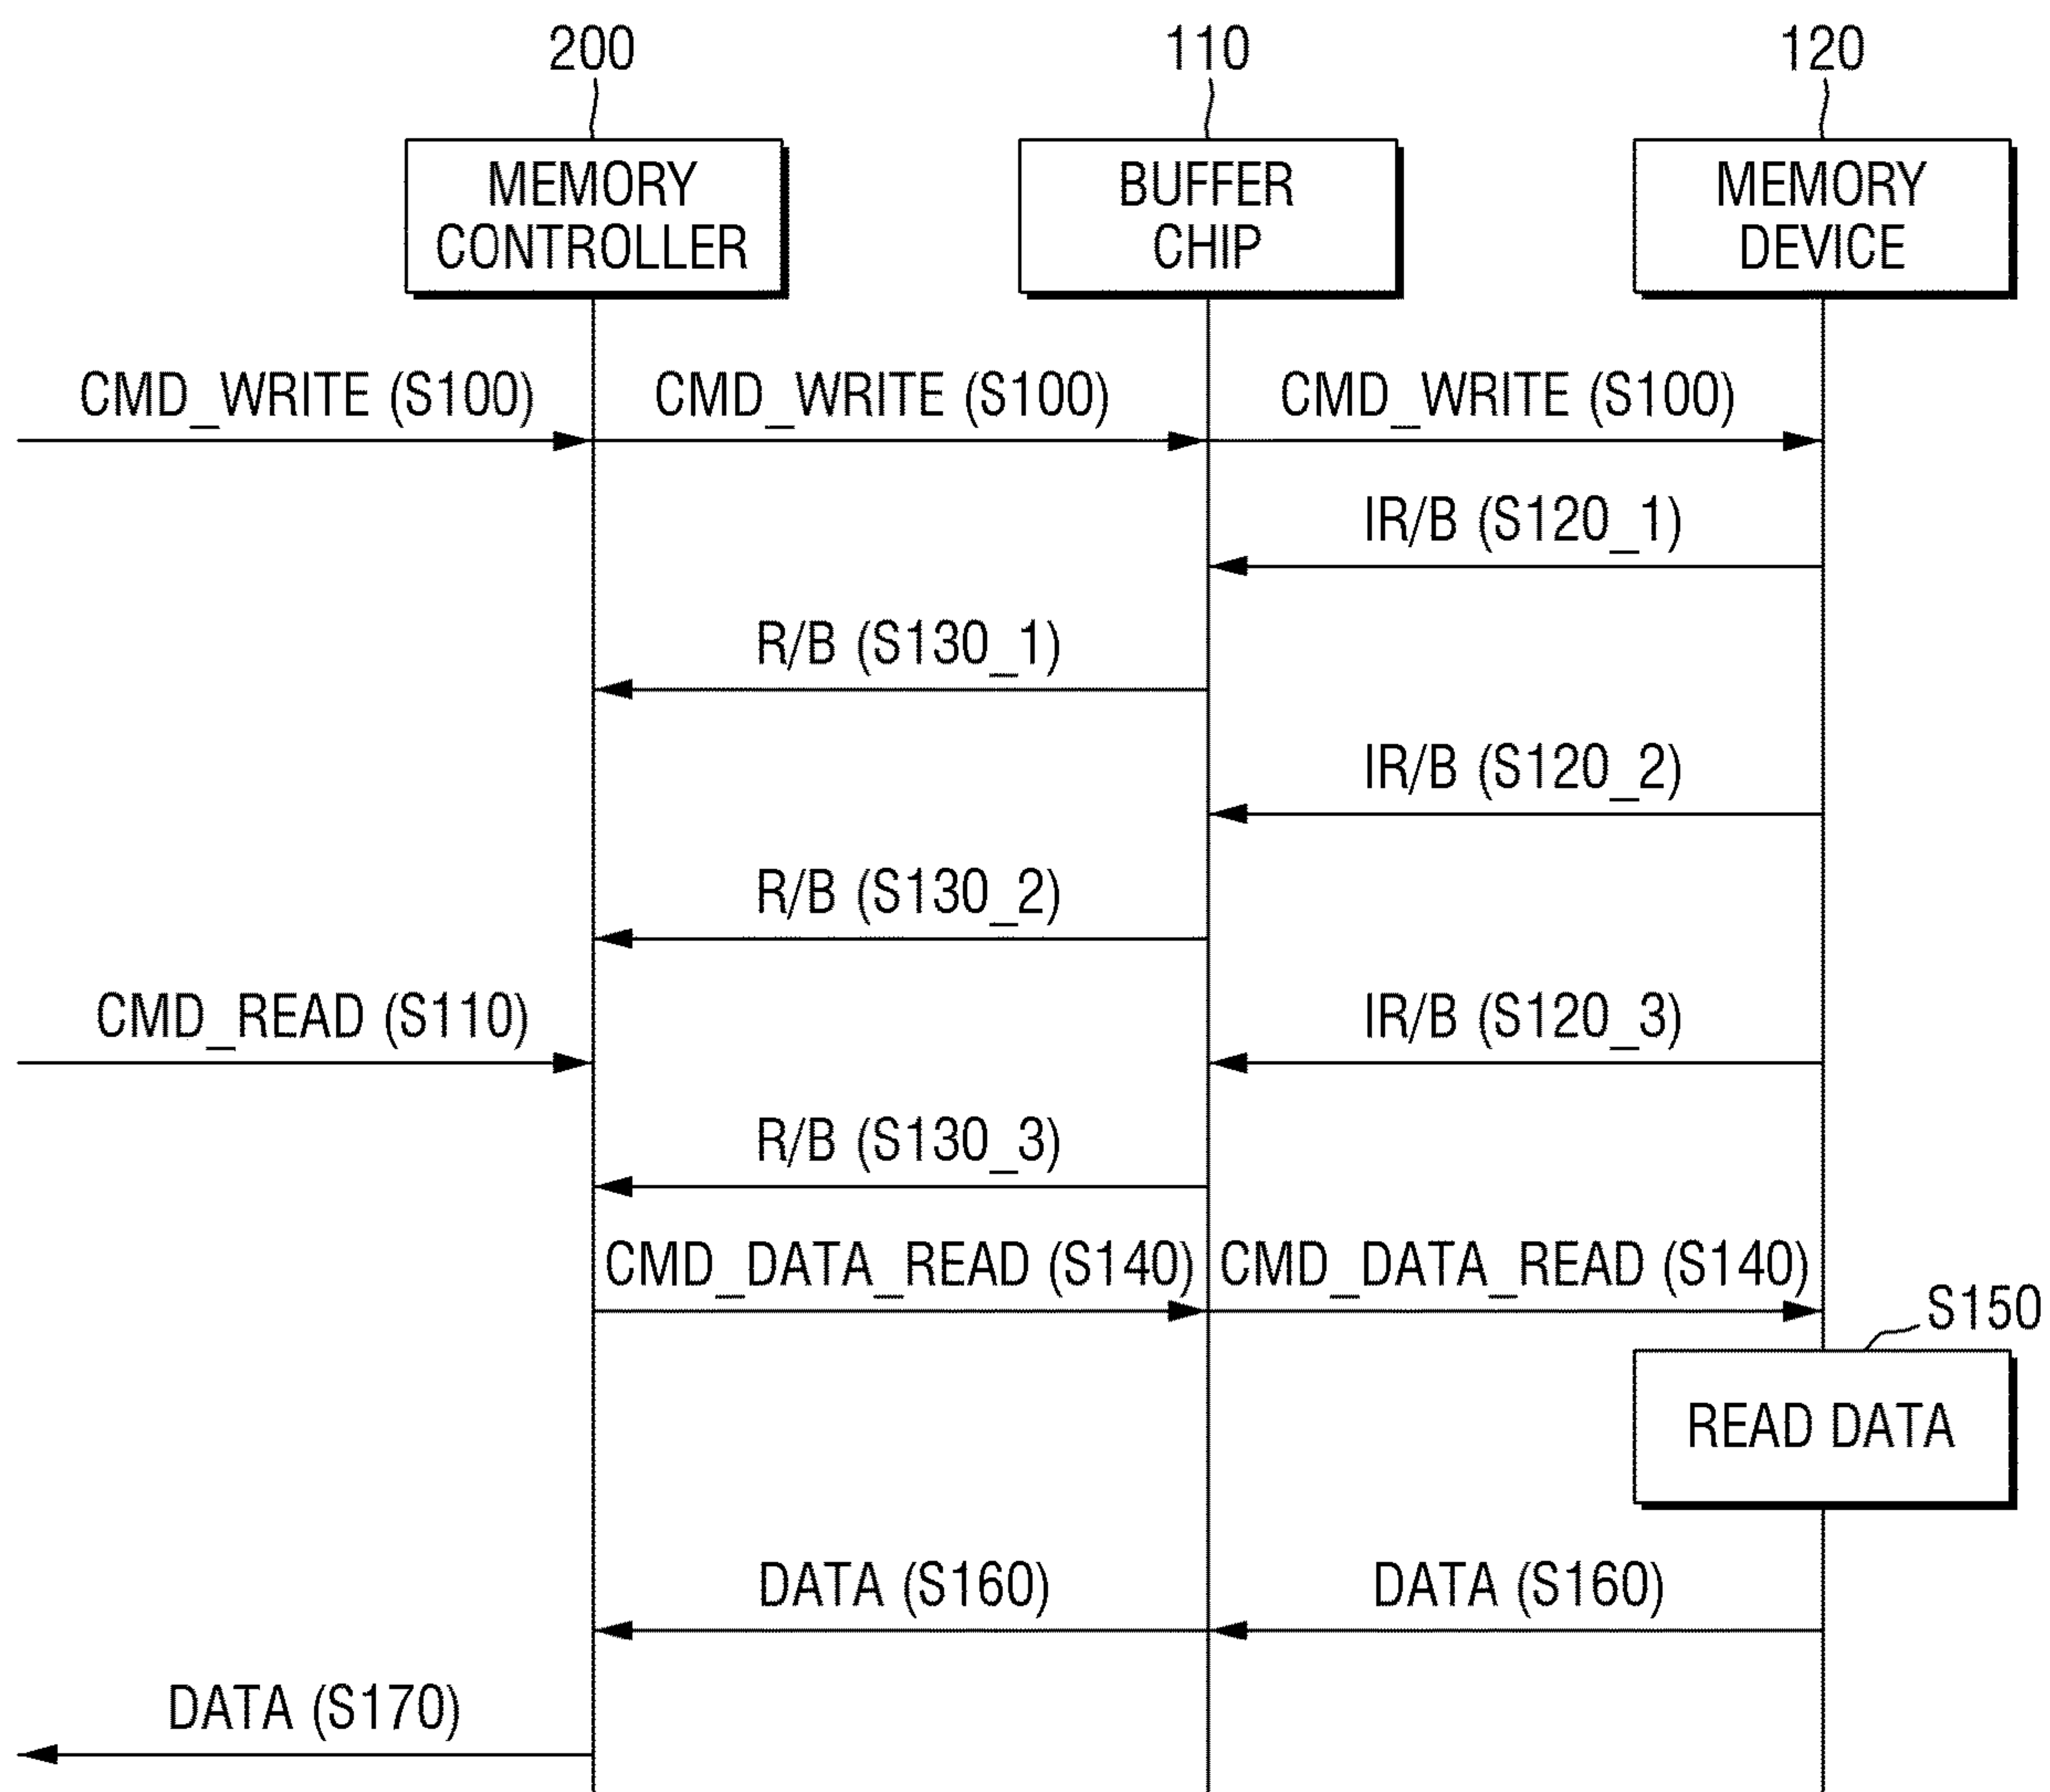 200
110
120
MEMORY
CONTROLLER
BUFFER
CHIP
MEMORY
DEVICE
CMD_WRITE (S100)
CMD_WRITE (S100)
CMD_WRITE (S100)
IR/B (S120_1)
R/B (S130_1)
IR/B (S120_2)
R/B (S130_2)
CMD_READ (S110)
IR/B (S120_3)
R/B (S130_3)
CMD_DATA_READ (S140)
CMD_DATA_READ (S140)
S150
READ DATA
DATA (S160)
DATA (S160)
DATA (S170)